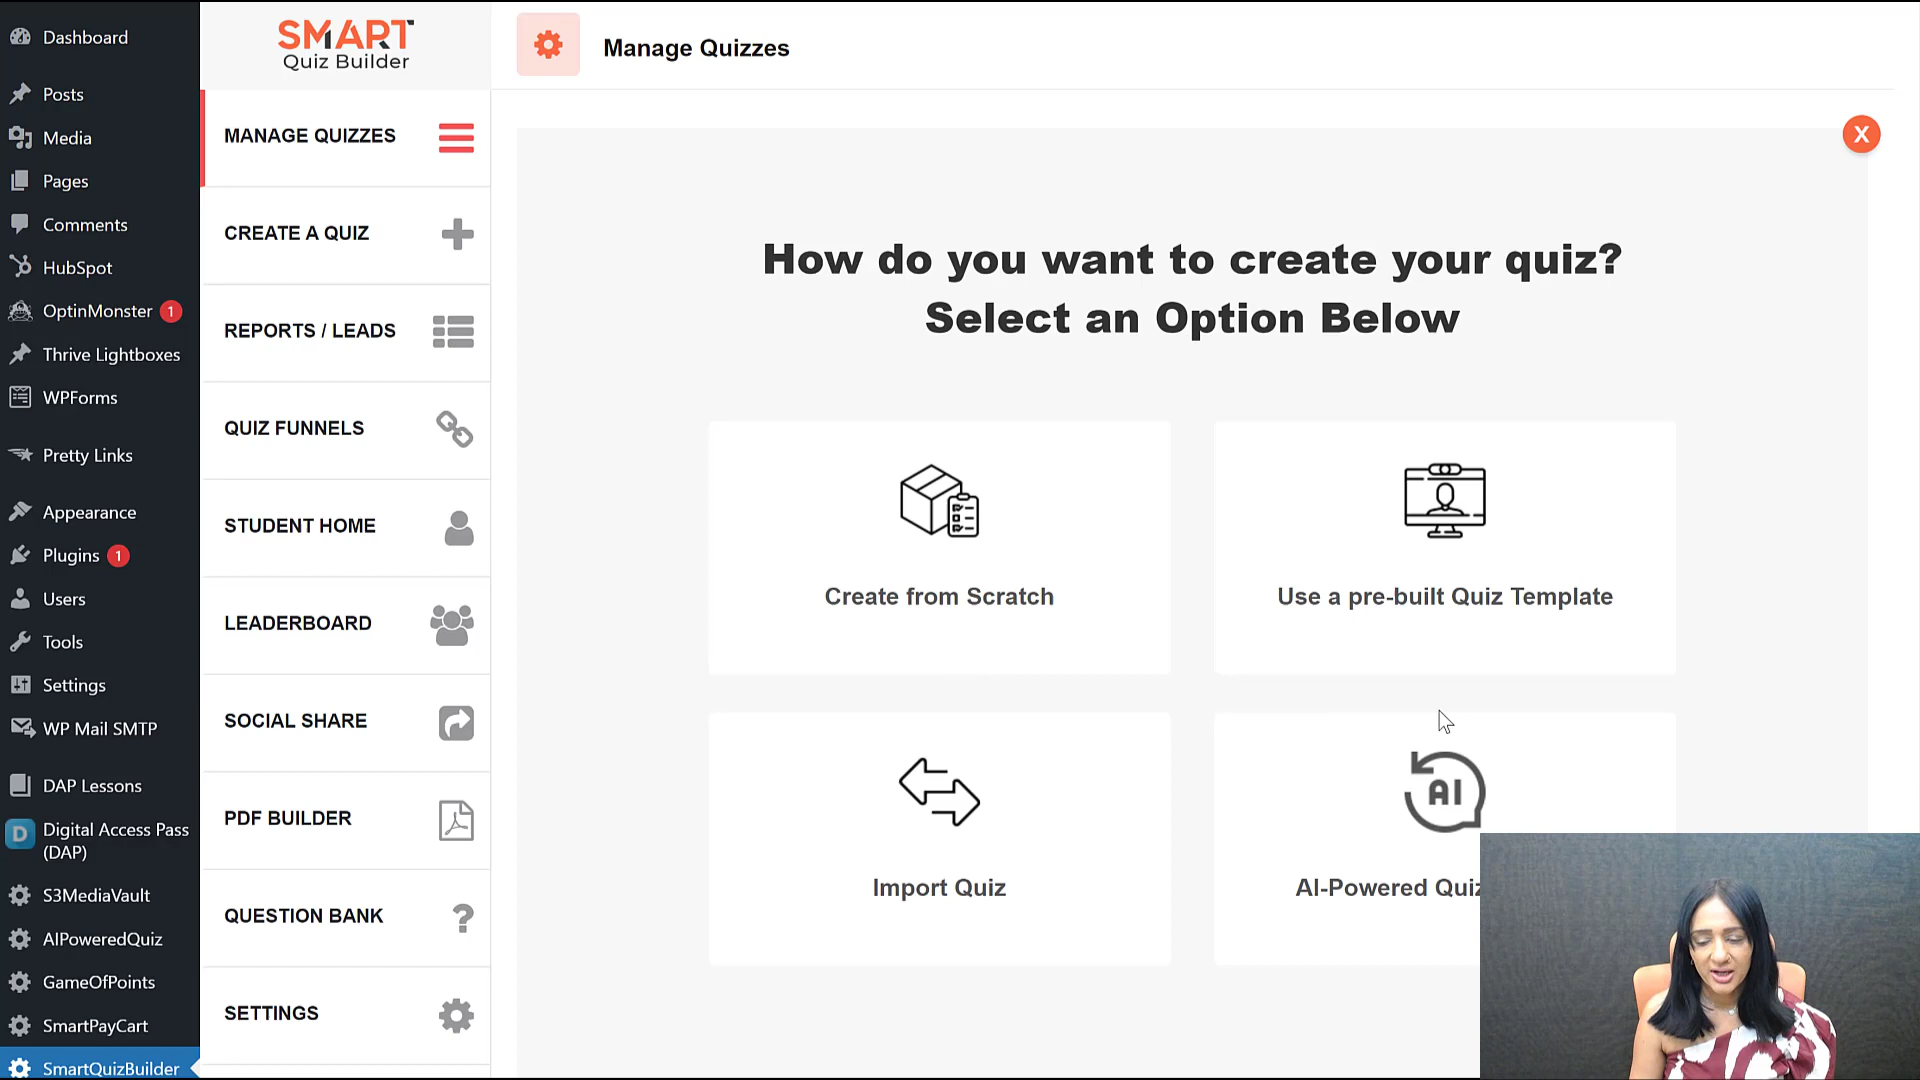 Dashboard
Posts
Media
Pages
Comments
HubSpot
OptinMonster 1
Thrive Lightboxes
WPForms
Pretty Links
Appearance
Plugins 1
Users
Tools
Settings
WP Mail SMTP
DAP Lessons
D
Digital Access Pass
(DAP)
S3MediaVault
AIPoweredQuiz
GameOfPoints
SmartPayCart
SmartQuizBuilder
SMART
Quiz Builder
MANAGE QUIZZES
CREATE A QUIZ
REPORTS / LEADS
QUIZ FUNNELS
STUDENT HOME
LEADERBOARD
SOCIAL SHARE
PDF BUILDER
QUESTION BANK
?
SETTINGS
Manage Quizzes
X
How do you want to create your quiz?
Select an Option Below
Create from Scratch
Use a pre-built Quiz Template
Import Quiz
AI
AI-Powered Quiz